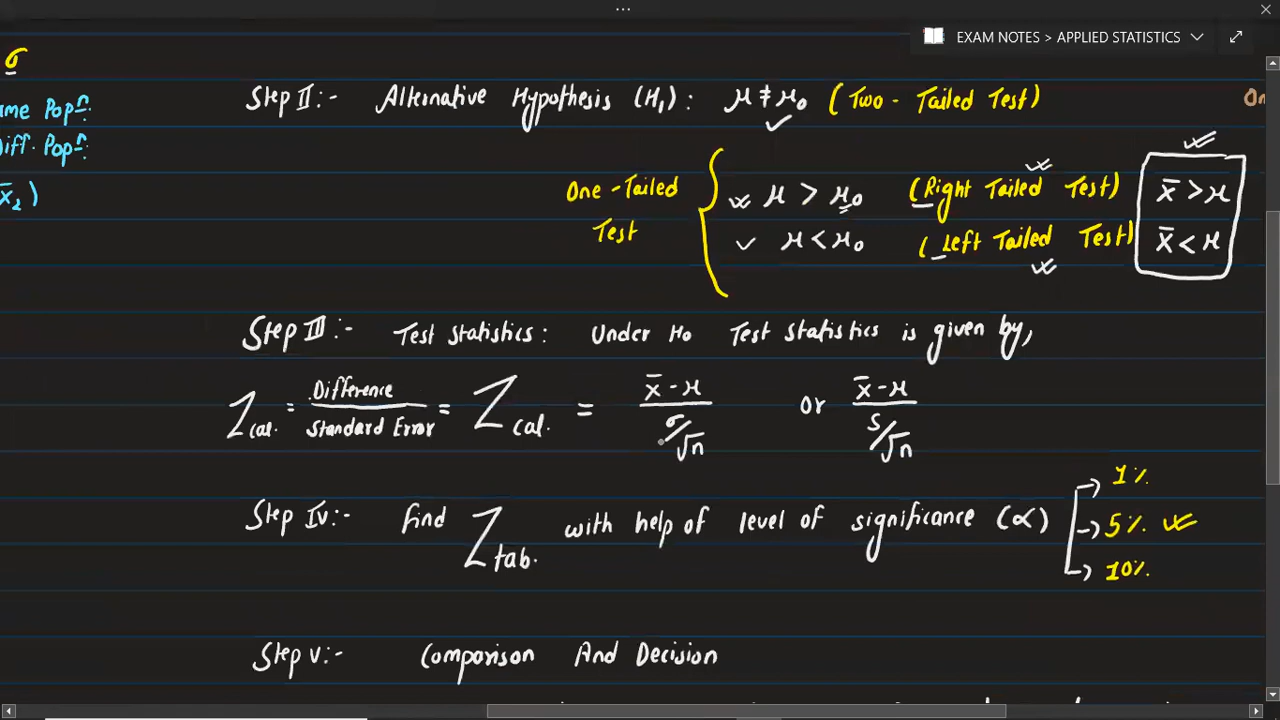 EXAM NOTES > APPLIED STATISTICS
σ
Step II:- Alternative Hypothesis (H₁): μ ≠ μ₀ (Two-Tailed Test)
On
ame Popⁿ:
Diff. Popⁿ:
x̄₂)
One-Tailed Test
μ > μ₀ (Right Tailed Test) x̄ > μ
μ < μ₀ (Left Tailed Test) x̄ < μ
Step III:- Test Statistics: Under H₀ Test statistics is given by,
Z cal. = Difference / Standard Error = Z cal. = x̄ - μ / σ/√n or x̄ - μ / s/√n
Step IV:- find Z tab. with help of level of significance (α)
1%.
5%.
10%.
Step V:- Comparison And Decision